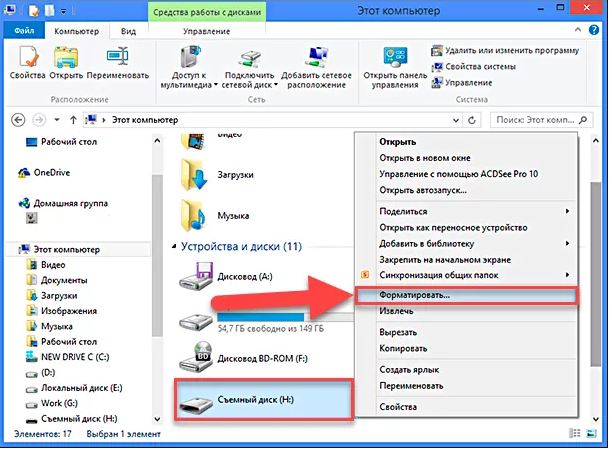 Средства работы с дисками
Этот компьютер
Файл
Компьютер
Вид
Управление
Свойства
Открыть
Переименовать
Расположение
Доступ к
мультимедиа
Подключить
сетевой диск
Добавить сетевое
расположение
Сеть
Открыть панель
управления
Удалить или изменить программу
Свойства системы
Управление
Система
Этот компьютер
Поиск: Этот комп...
Рабочий стол
OneDrive
Домашняя группа
Этот компьютер
Видео
Документы
Загрузки
Изображения
Музыка
Рабочий стол
NEW DRIVE C (C:)
(D:)
Локальный диск (E:)
Work (G:)
Съемный диск (H:)
Видео
Загрузки
Музыка
Устройства и диски (11)
Дисковод (A:)
54,7 ГБ свободно из 149 ГБ
BD
Дисковод BD-ROM (F:)
Съемный диск (H:)
Открыть
Открыть в новом окне
Управление с помощью ACDSee Pro 10
Открыть автозапуск...
Поделиться
Открыть как переносное устройство
Добавить в библиотеку
Закрепить на начальном экране
S Синхронизация общих папок
Форматировать...
Извлечь
Вырезать
Копировать
Создать ярлык
Переименовать
Свойства
Элементов: 17
Выбран 1 элемент